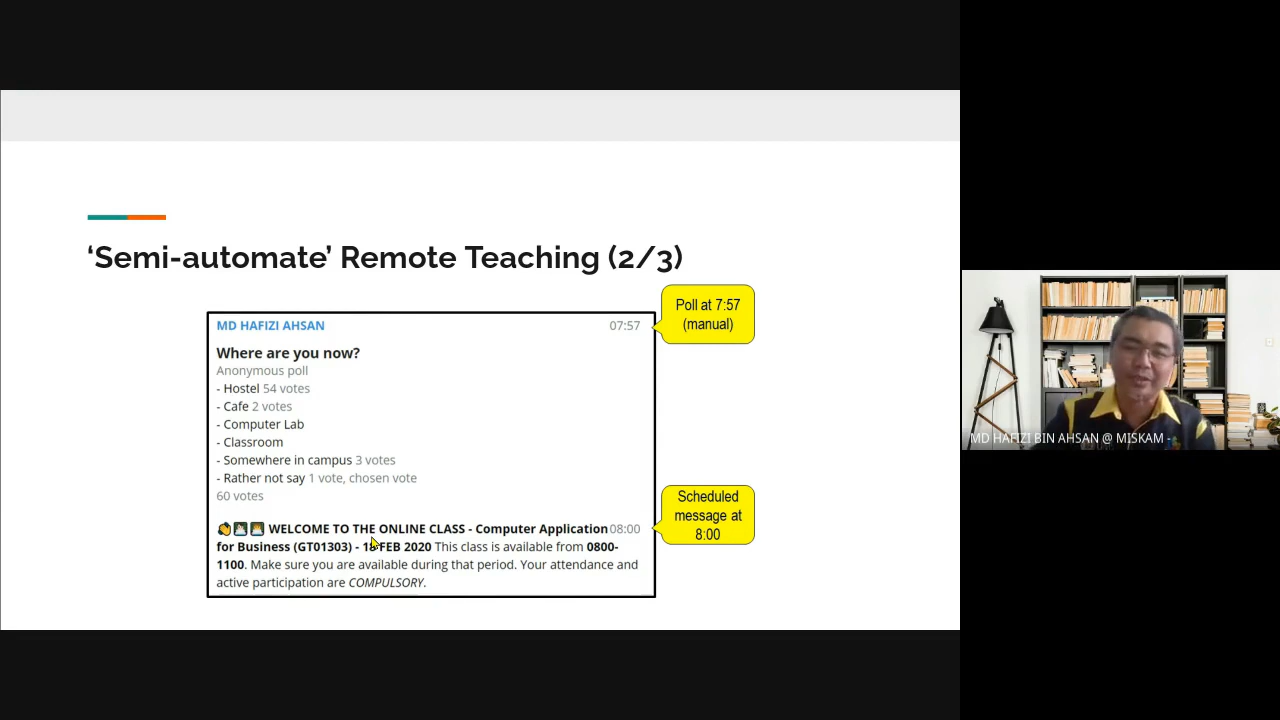 ‘Semi-automate’ Remote Teaching (2/3)
Poll at 7:57
(manual)
MD HAFIZI AHSAN 07:57
Where are you now?
Anonymous poll
- Hostel 54 votes
- Cafe 2 votes
- Computer Lab
- Classroom
- Somewhere in campus 3 votes
- Rather not say 1 vote, chosen vote
60 votes
Scheduled
message at
8:00
WELCOME TO THE ONLINE CLASS - Computer Application 08:00
for Business (GT01303) - 18 FEB 2020 This class is available from 0800-
1100. Make sure you are available during that period. Your attendance and
active participation are COMPULSORY.
MD HAFIZI BIN AHSAN @ MISKAM -